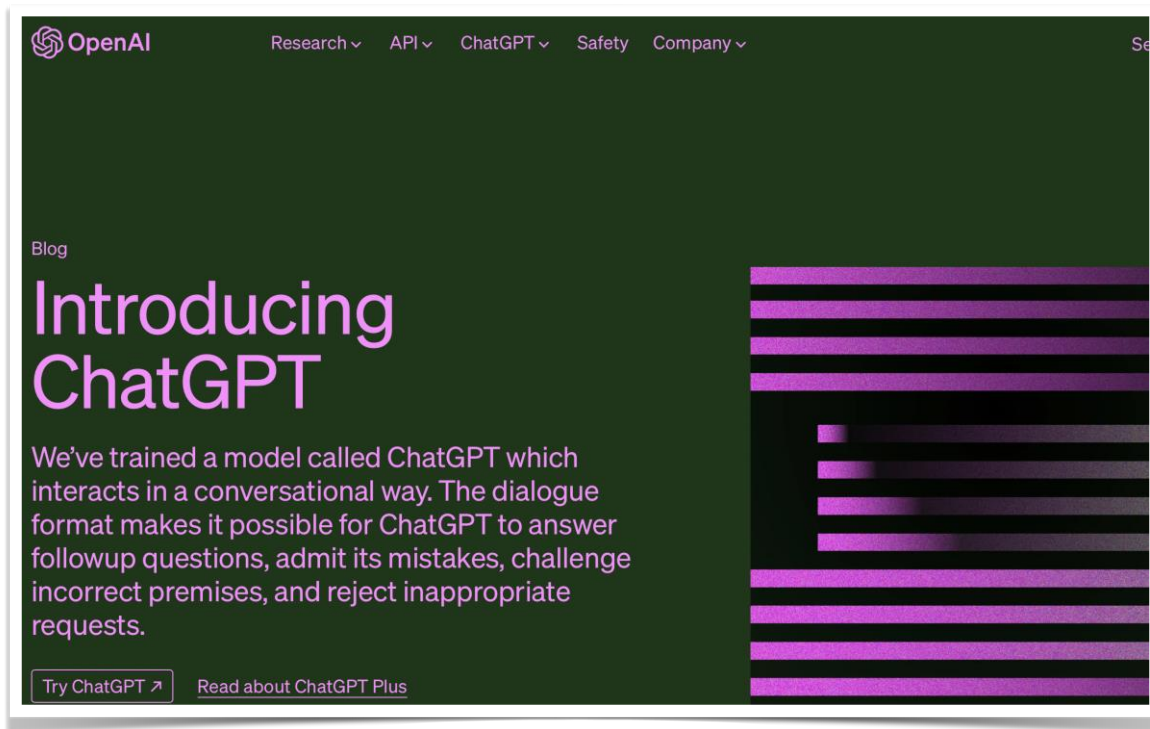 OpenAI Research API ChatGPT Safety Company
Blog
Introducing
ChatGPT
We've trained a model called ChatGPT which
interacts in a conversational way. The dialogue
format makes it possible for ChatGPT to answer
followup questions, admit its mistakes, challenge
incorrect premises, and reject inappropriate
requests.
Try ChatGPT ↗ Read about ChatGPT Plus